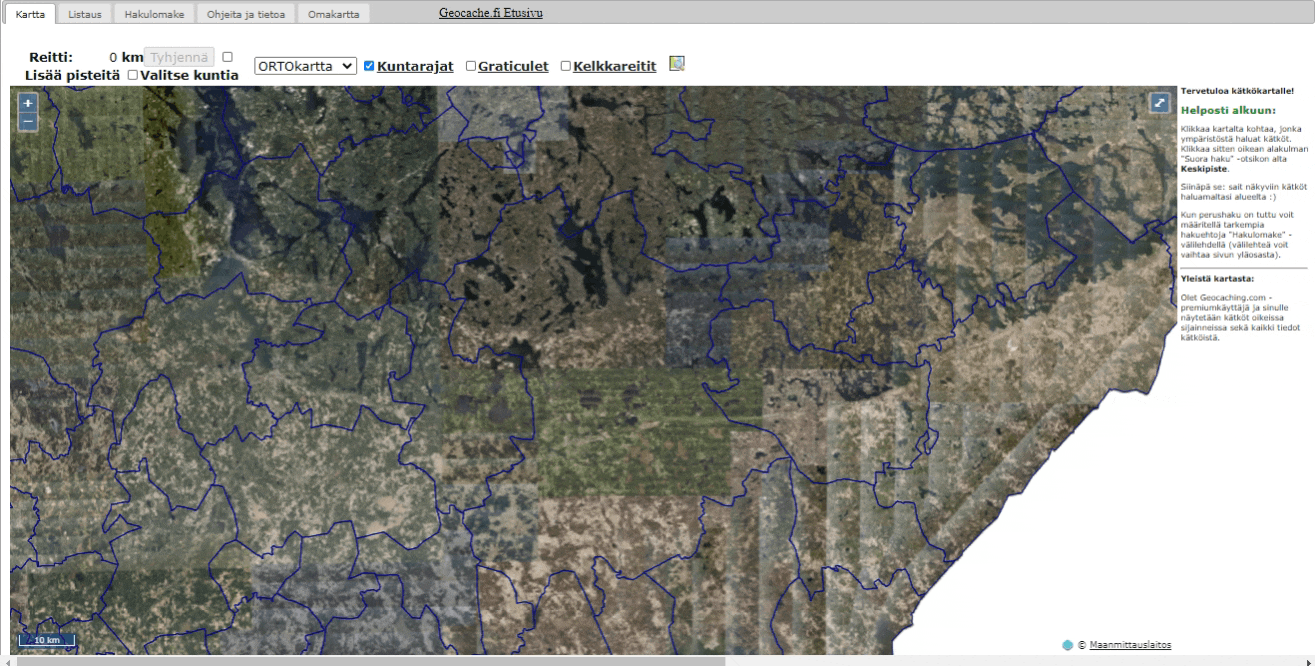 Kartta Listaus Hakulomake Ohjeita ja tietoa Omakartta Geocache.fi Etusivu
Reitti: 0 km Tyhjennä
Lisää pisteitä Valitse kuntia
ORTOkartta Kuntarajat Graticulet Kelkkareitit
+
−
Tervetuloa kätkökartalle!
Helposti alkuun:
Klikkaa kartalta kohtaa, jonka
ympäristöstä haluat kätköt.
Klikkaa sitten oikean alakulman
"Suora haku" -otsikon alta
Keskipiste.
Siinäpä se: sait näkyviin kätköt
haluamaltasi alueelta :)
Kun perushaku on tuttu voit
määritellä tarkempia
hakuehtoja "Hakulomake" -
välilehdellä (välilehteä voit
vaihtaa sivun yläosasta).
Yleistä kartasta:
Olet Geocaching.com -
premiumkäyttäjä ja sinulle
näytetään kätköt oikeissa
sijainneissa sekä kaikki tiedot
kätköistä.
10 km
© Maanmittauslaitos